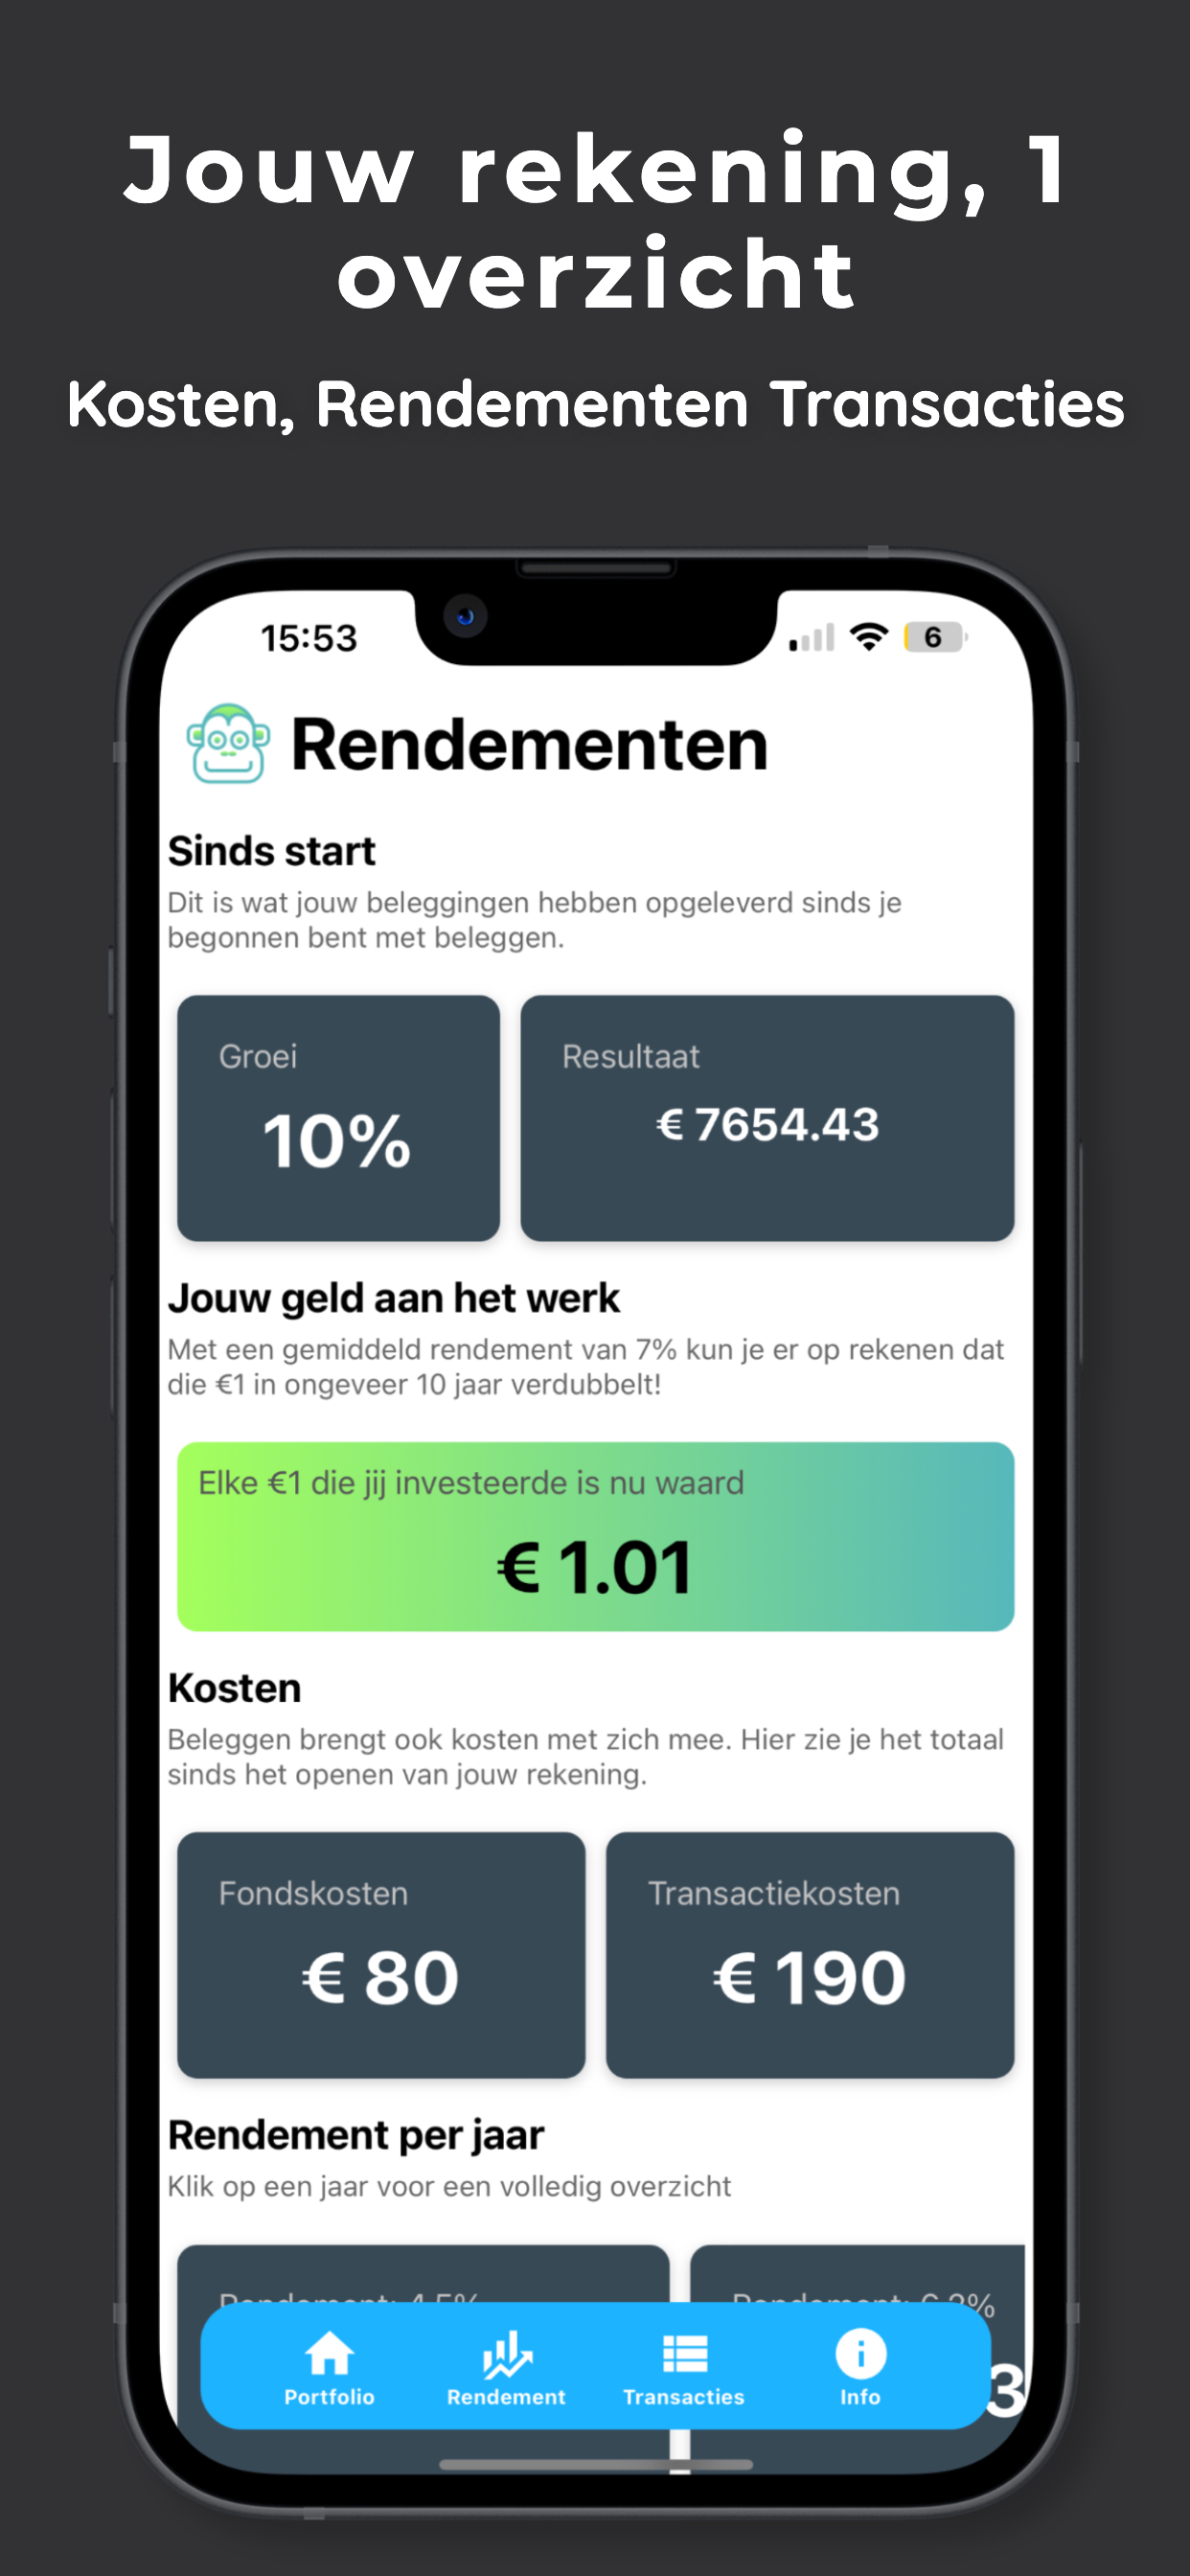 Jouw rekening, 1
overzicht
Kosten, Rendementen Transacties
15:53
6
Rendementen
Sinds start
Dit is wat jouw beleggingen hebben opgeleverd sinds je
begonnen bent met beleggen.
Groei
Resultaat
10%
€ 7654.43
Jouw geld aan het werk
Met een gemiddeld rendement van 7% kun je er op rekenen dat
die €1 in ongeveer 10 jaar verdubbelt!
Elke €1 die jij investeerde is nu waard
€ 1.01
Kosten
Beleggen brengt ook kosten met zich mee. Hier zie je het totaal
sinds het openen van jouw rekening.
Fondskosten
Transactiekosten
€ 80
€ 190
Rendement per jaar
Klik op een jaar voor een volledig overzicht
Rendement: 4.5%
Rendement: %
3
Portfolio
Rendement
Transacties
Info